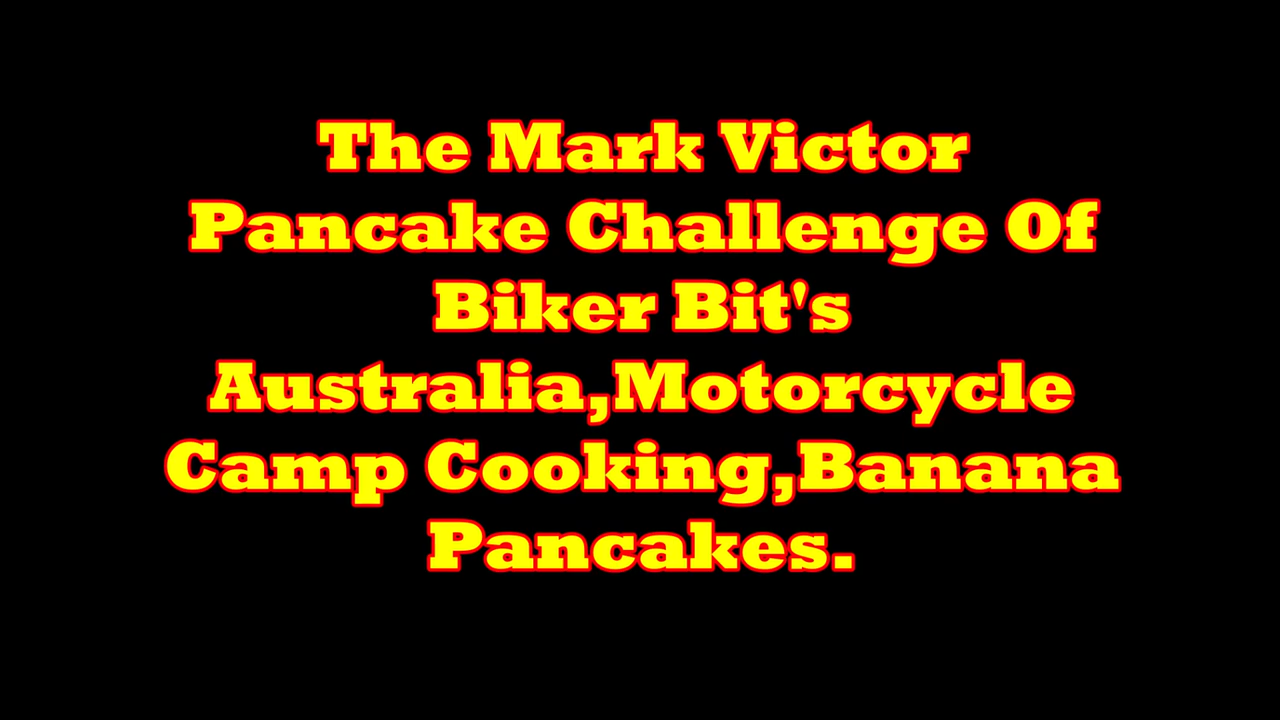 The Mark Victor
Pancake Challenge Of
Biker Bit's
Australia,Motorcycle
Camp Cooking,Banana
Pancakes.